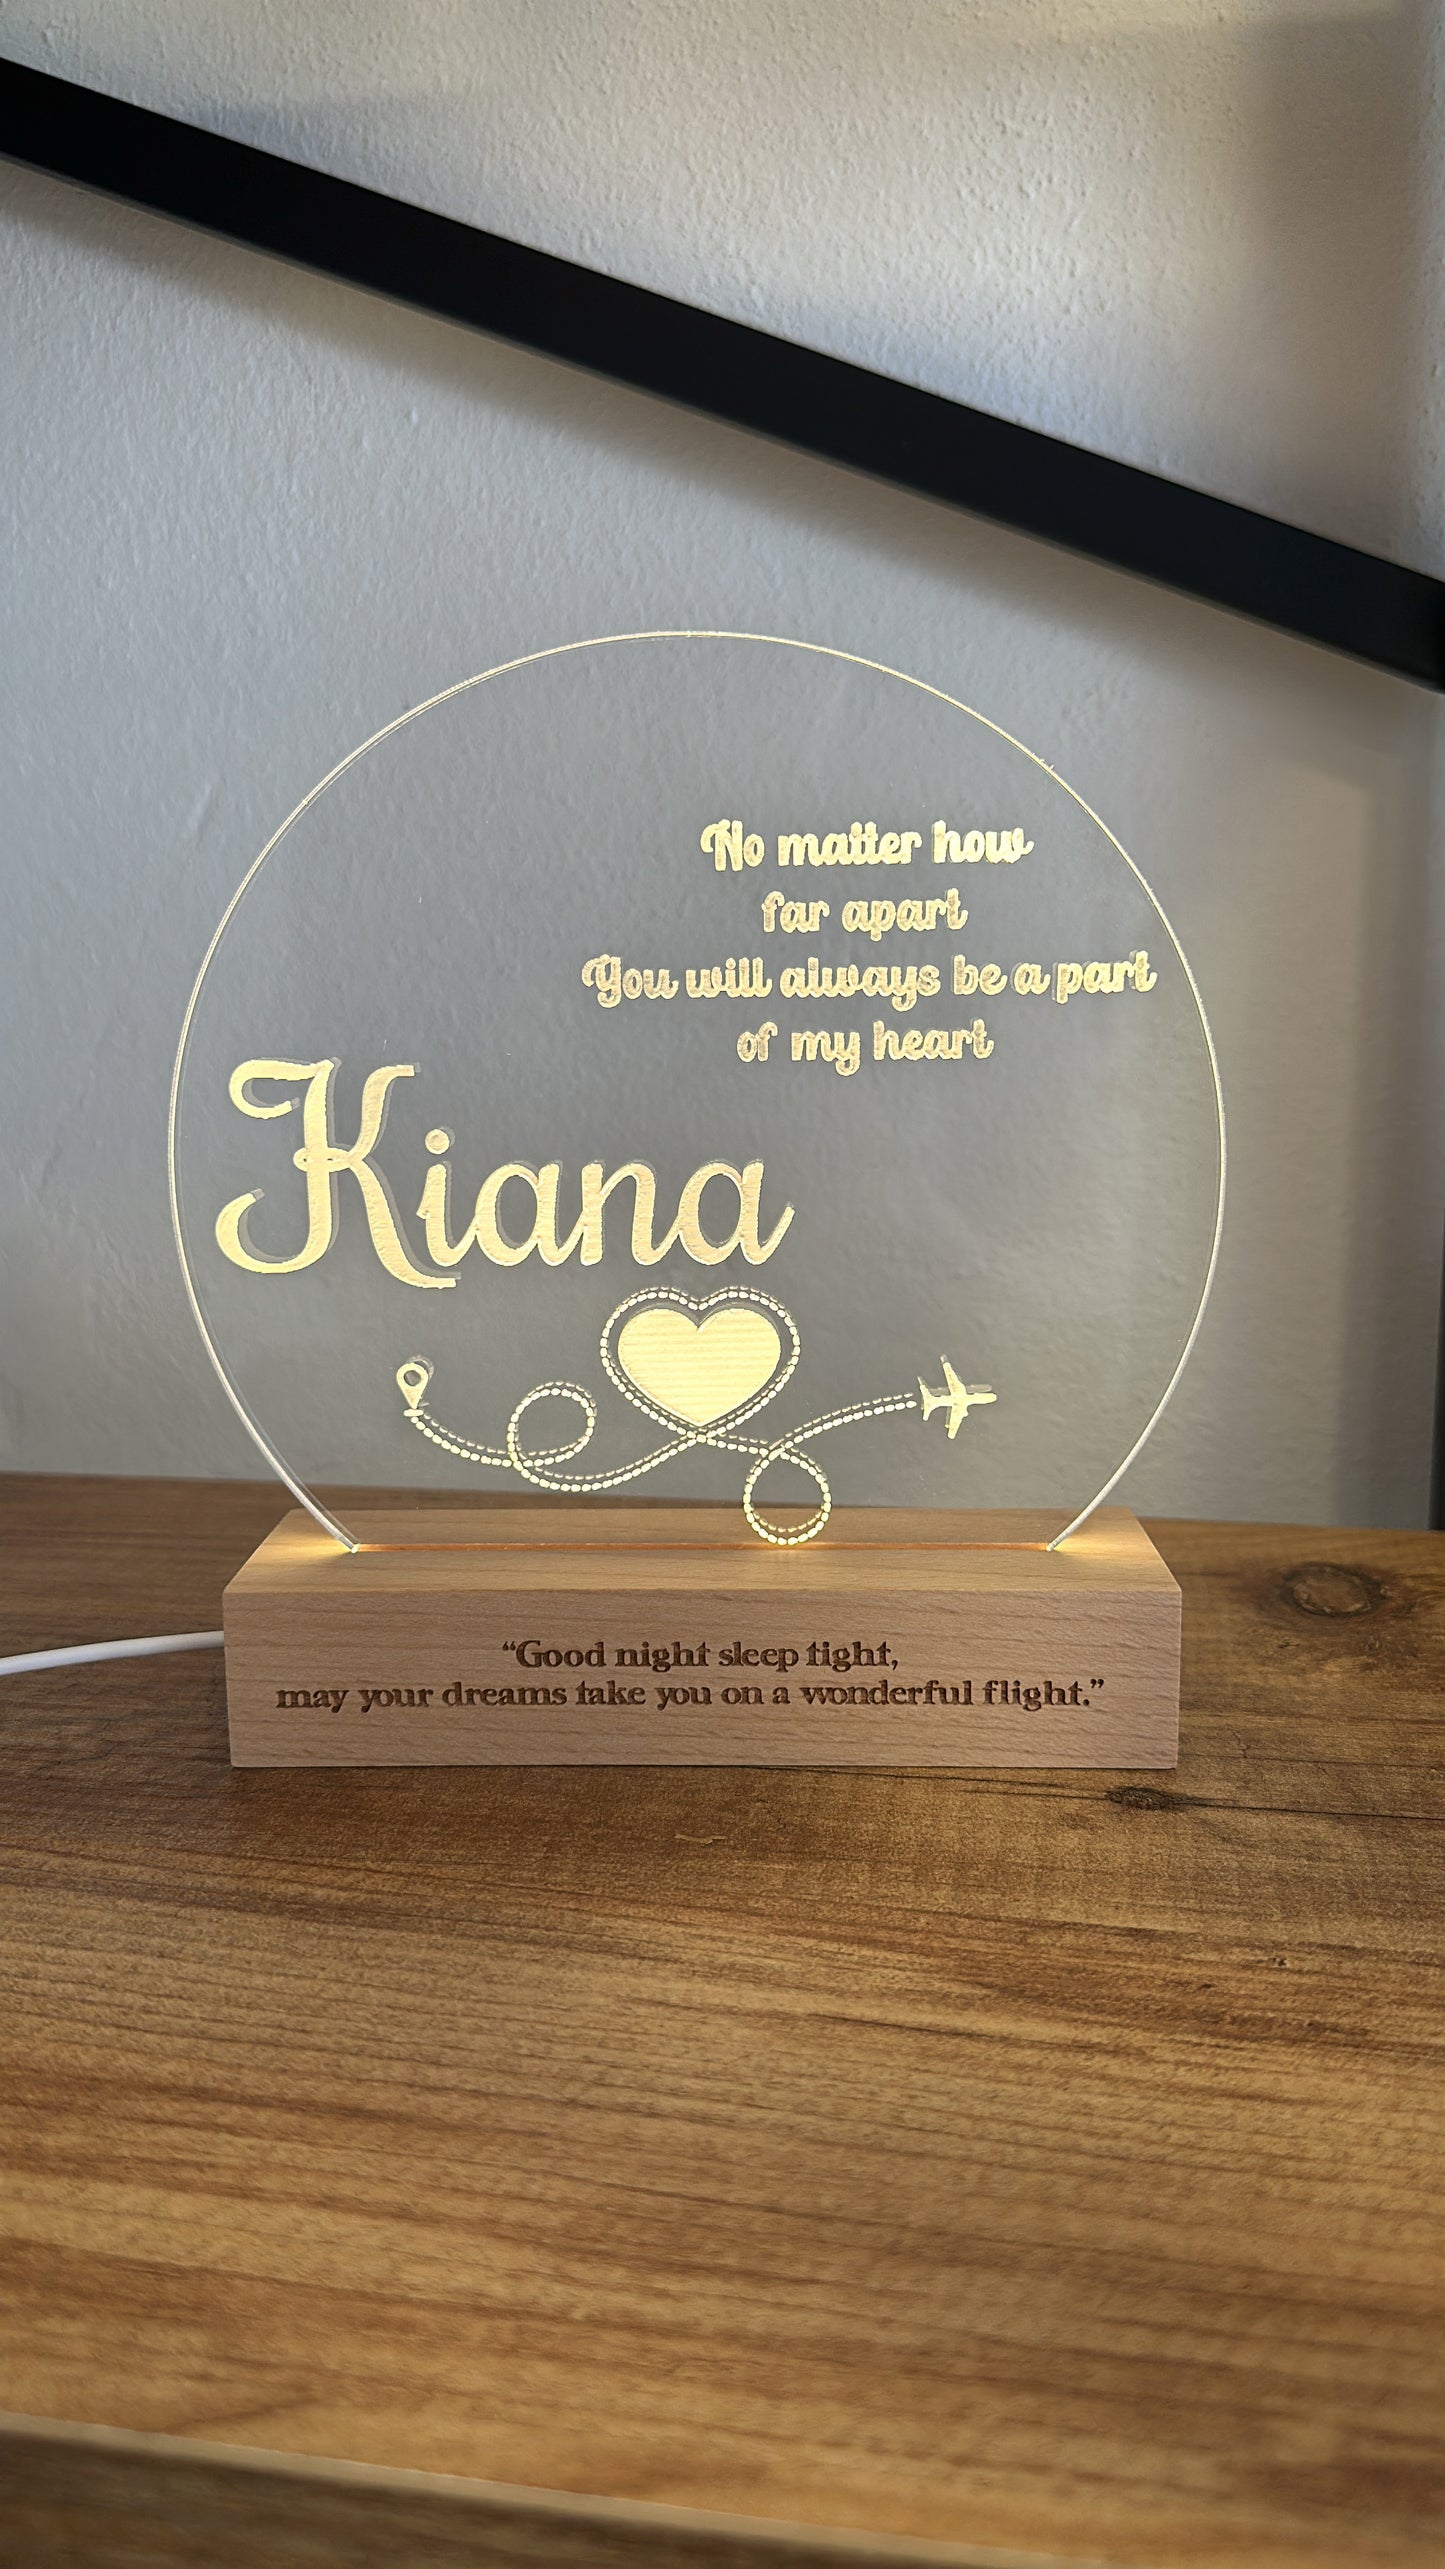 No matter how
far apart
You will always be a part
of my heart
Kiana
“Good night sleep tight,
may your dreams take you on a wonderful flight.”